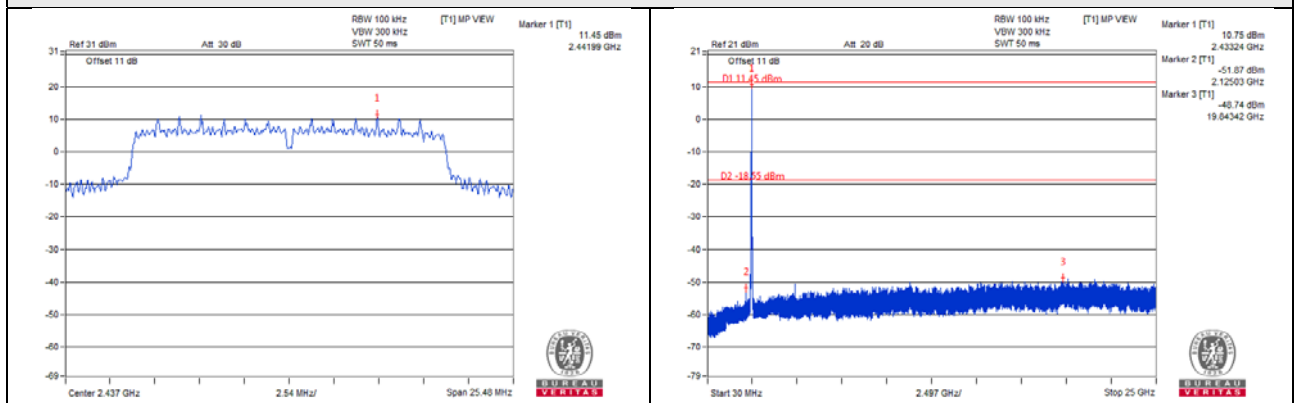 RBW 100 kHz [T1] MP VIEW
VBW 300 kHz
Ref 31 dBm Att 30 dB SWT 50 ms
Marker 1 [T1]
11.45 dBm
2.44199 GHz
31
Offset 11 dB
20
1
10
0
-10
-20
-30
-40
-50
-60
-69
Center 2.437 GHz 2.54 MHz/ Span 25.48 MHz
BUREAU
VERITAS
RBW 100 kHz [T1] MP VIEW
VBW 300 kHz
Ref 21 dBm Att 20 dB SWT 50 ms
Marker 1 [T1]
10.75 dBm
2.43324 GHz
Marker 2 [T1]
-51.87 dBm
2.12503 GHz
Marker 3 [T1]
-48.74 dBm
19.84342 GHz
21
Offset 11 dB
1
D1 11.45 dBm
10
0
-10
D2 -18.55 dBm
-20
-30
-40
2
3
-50
-60
-70
-79
Start 30 MHz 2.497 GHz/ Stop 25 GHz
BUREAU
VERITAS